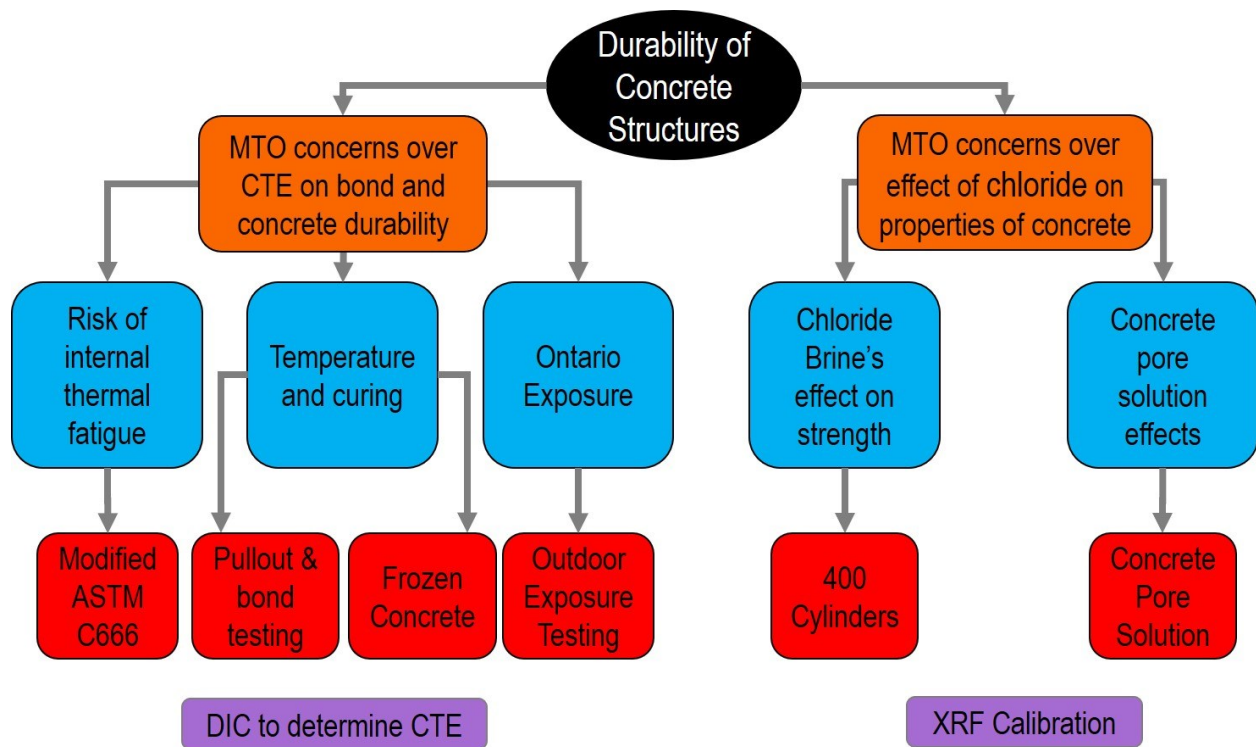 Durability of
Concrete
Structures
MTO concerns over
CTE on bond and
concrete durability
MTO concerns over
effect of chloride on
properties of concrete
Risk of
internal
thermal
fatigue
Temperature
and curing
Ontario
Exposure
Chloride
Brine’s
effect on
strength
Concrete
pore
solution
effects
Modified
ASTM
C666
Pullout &
bond
testing
Frozen
Concrete
Outdoor
Exposure
Testing
400
Cylinders
Concrete
Pore
Solution
DIC to determine CTE
XRF Calibration